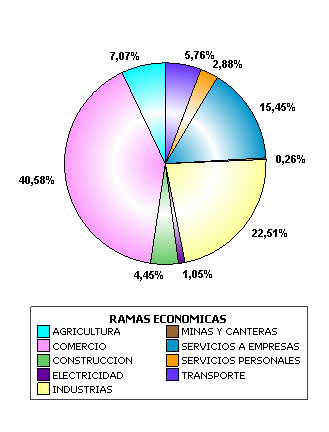 5,76%
7,07%
2,88%
15,45%
0,26%
40,58%
22,51%
4,45%
1,05%
RAMAS ECONOMICAS
AGRICULTURA
MINAS Y CANTERAS
COMERCIO
SERVICIOS A EMPRESAS
CONSTRUCCION
SERVICIOS PERSONALES
ELECTRICIDAD
TRANSPORTE
INDUSTRIAS